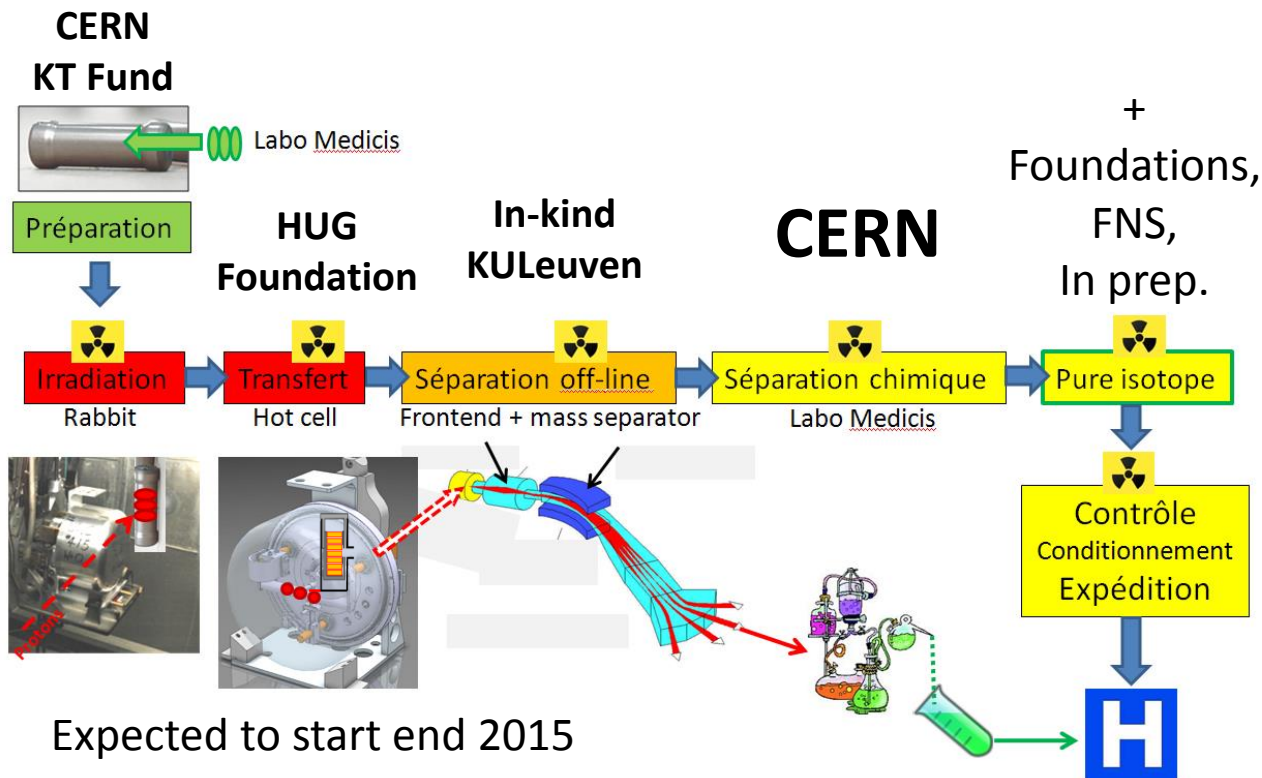 CERN
KT Fund
Labo Medicis
Préparation
HUG
Foundation
In-kind
KULeuven
CERN
+
Foundations,
FNS,
In prep.
Irradiation
Transfert
Séparation off-line
Séparation chimique
Pure isotope
Rabbit
Hot cell
Frontend + mass separator
Labo Medicis
Protons
Contrôle
Conditionnement
Expédition
H
Expected to start end 2015